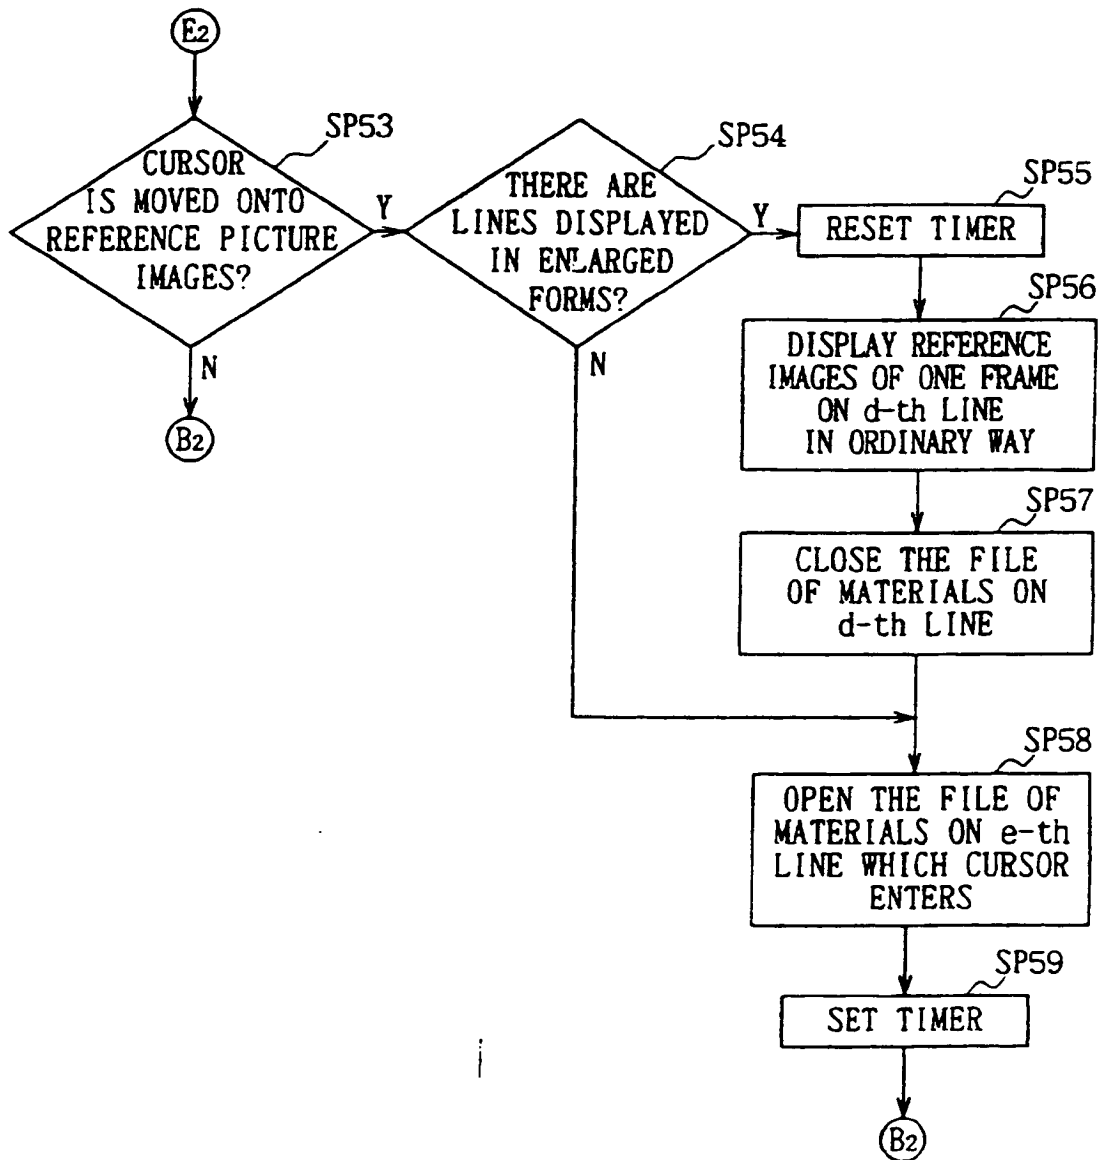 E2
SP53
CURSOR
IS MOVED ONTO
REFERENCE PICTURE
IMAGES?
Y
N
B2
SP54
THERE ARE
LINES DISPLAYED
IN ENLARGED
FORMS?
Y
N
SP55
RESET TIMER
SP56
DISPLAY REFERENCE
IMAGES OF ONE FRAME
ON d-th LINE
IN ORDINARY WAY
SP57
CLOSE THE FILE
OF MATERIALS ON
d-th LINE
SP58
OPEN THE FILE OF
MATERIALS ON e-th
LINE WHICH CURSOR
ENTERS
SP59
SET TIMER
B2